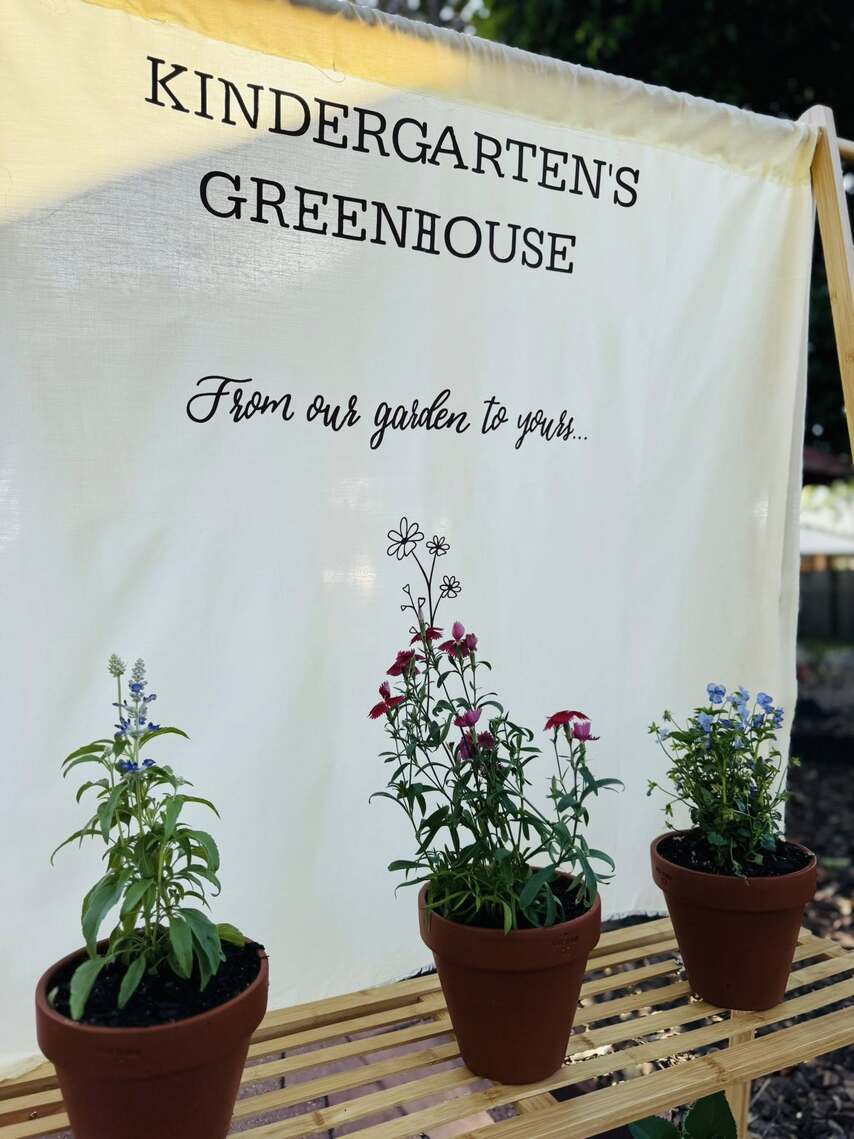 KINDERGARTEN'S
GREENHOUSE
From our garden to yours...